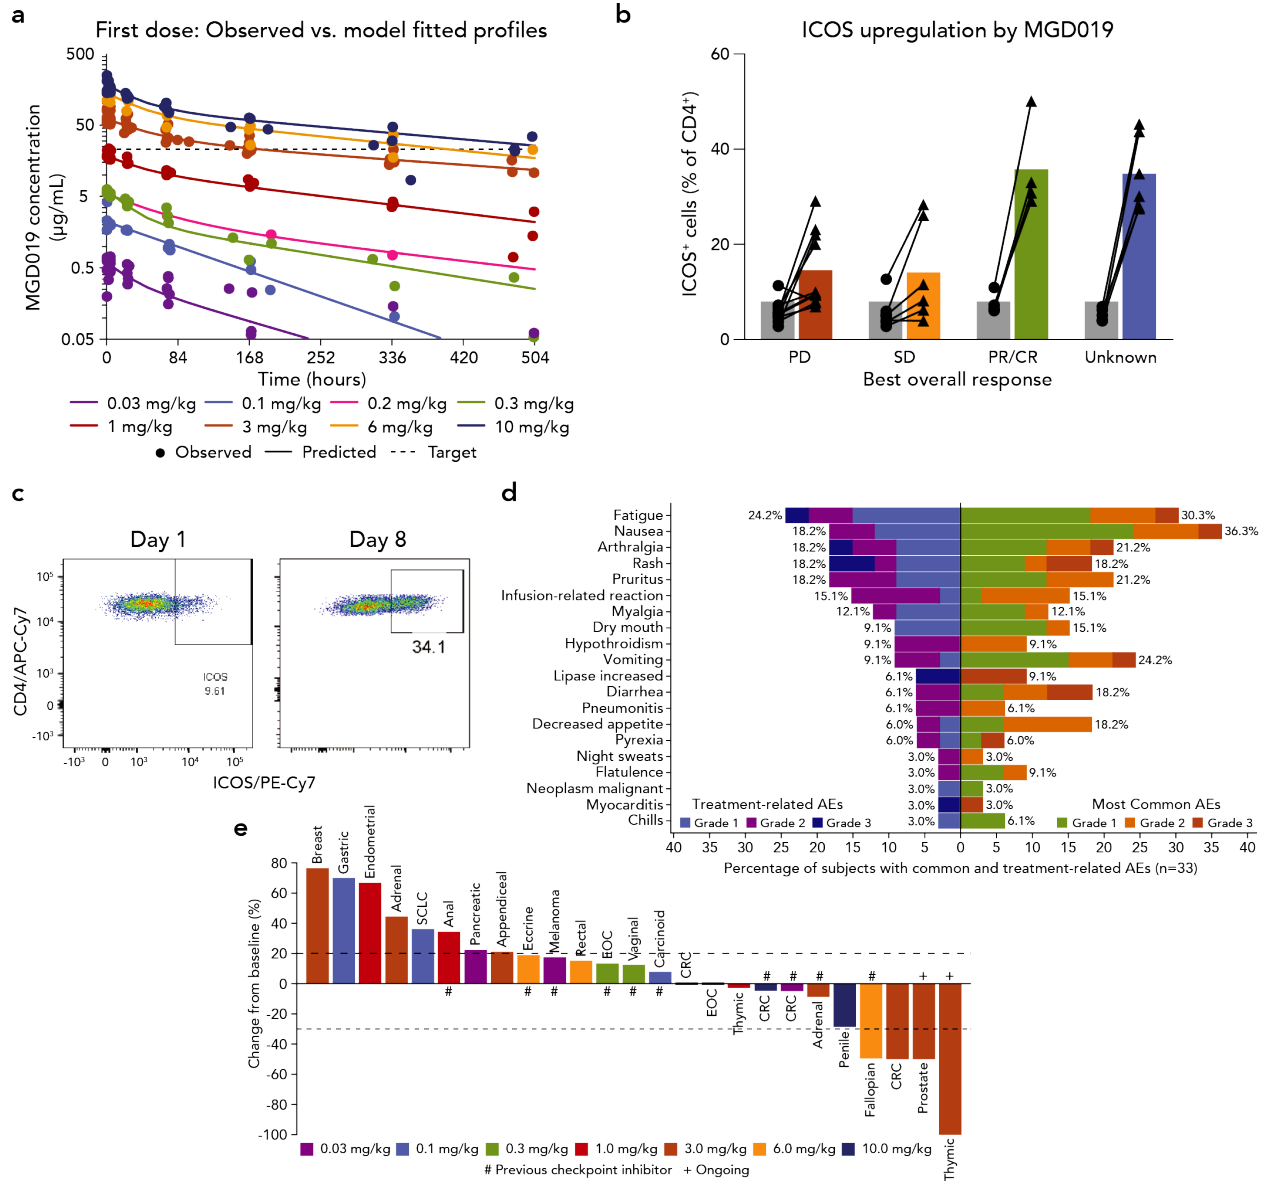 a
First dose: Observed vs. model fitted profiles
500
50
5
0.5
0.05
MGD019 concentration
(µg/mL)
0 84 168 252 336 420 504
Time (hours)
0.03 mg/kg 0.1 mg/kg 0.2 mg/kg 0.3 mg/kg
1 mg/kg 3 mg/kg 6 mg/kg 10 mg/kg
Observed Predicted Target
b
ICOS upregulation by MGD019
60
40
20
0
ICOS⁺ cells (% of CD4⁺)
PD SD PR/CR Unknown
Best overall response
c
Day 1 Day 8
CD4/APC-Cy7
10⁵
10⁴
10³
0
-10³
ICOS
9.61
34.1
-10³ 0 10³ 10⁴ 10⁵
ICOS/PE-Cy7
d
Fatigue 24.2% 30.3%
Nausea 18.2% 36.3%
Arthralgia 18.2% 21.2%
Rash 18.2% 18.2%
Pruritus 18.2% 21.2%
Infusion-related reaction 15.1% 15.1%
Myalgia 12.1% 12.1%
Dry mouth 9.1% 15.1%
Hypothroidism 9.1% 9.1%
Vomiting 9.1% 24.2%
Lipase increased 6.1% 9.1%
Diarrhea 6.1% 18.2%
Pneumonitis 6.1% 6.1%
Decreased appetite 6.0% 18.2%
Pyrexia 6.0% 6.0%
Night sweats 3.0% 3.0%
Flatulence 3.0% 9.1%
Neoplasm malignant 3.0% 3.0%
Myocarditis 3.0% 3.0%
Chills 3.0% 6.1%
Treatment-related AEs
Grade 1 Grade 2 Grade 3
Most Common AEs
Grade 1 Grade 2 Grade 3
40 35 30 25 20 15 10 5 0 5 10 15 20 25 30 35 40
Percentage of subjects with common and treatment-related AEs (n=33)
e
Change from baseline (%)
80
60
40
20
0
-20
-40
-60
-80
-100
Breast
Gastric
Endometrial
Adrenal
SCLC
Anal
#
Pancreatic
Appendiceal
Eccrine
#
Melanoma
#
Rectal
EOC
#
Vaginal
#
Carcinoid
#
CRC
EOC
Thymic
#
CRC
#
CRC
#
Adrenal
Penile
#
Fallopian
CRC
+
Prostate
+
Thymic
0.03 mg/kg 0.1 mg/kg 0.3 mg/kg 1.0 mg/kg 3.0 mg/kg 6.0 mg/kg 10.0 mg/kg
# Previous checkpoint inhibitor + Ongoing